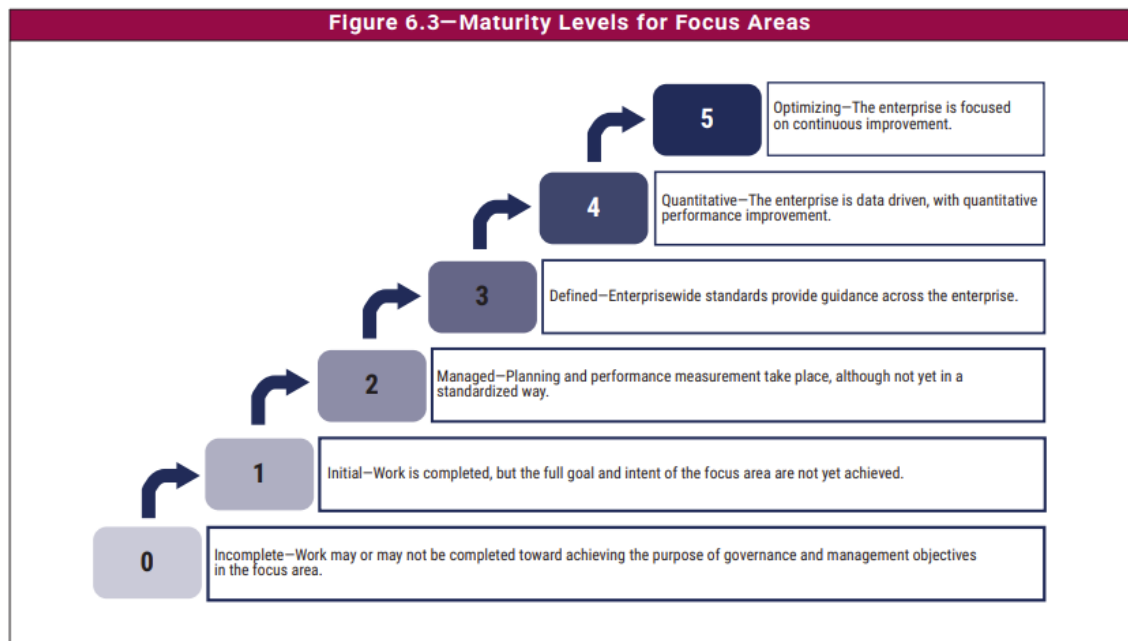 Figure 6.3—Maturity Levels for Focus Areas
5
Optimizing—The enterprise is focused
on continuous improvement.
4
Quantitative—The enterprise is data driven, with quantitative
performance improvement.
3
Defined—Enterprisewide standards provide guidance across the enterprise.
2
Managed—Planning and performance measurement take place, although not yet in a
standardized way.
1
Initial—Work is completed, but the full goal and intent of the focus area are not yet achieved.
0
Incomplete—Work may or may not be completed toward achieving the purpose of governance and management objectives
in the focus area.